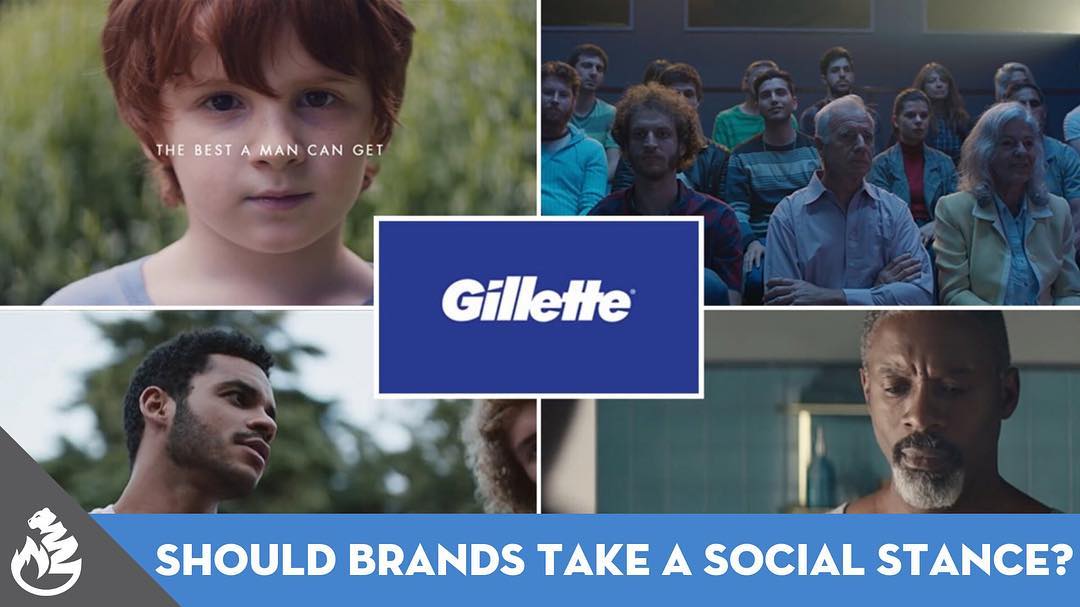 THE BEST A MAN CAN GET
Gillette®
SHOULD BRANDS TAKE A SOCIAL STANCE?